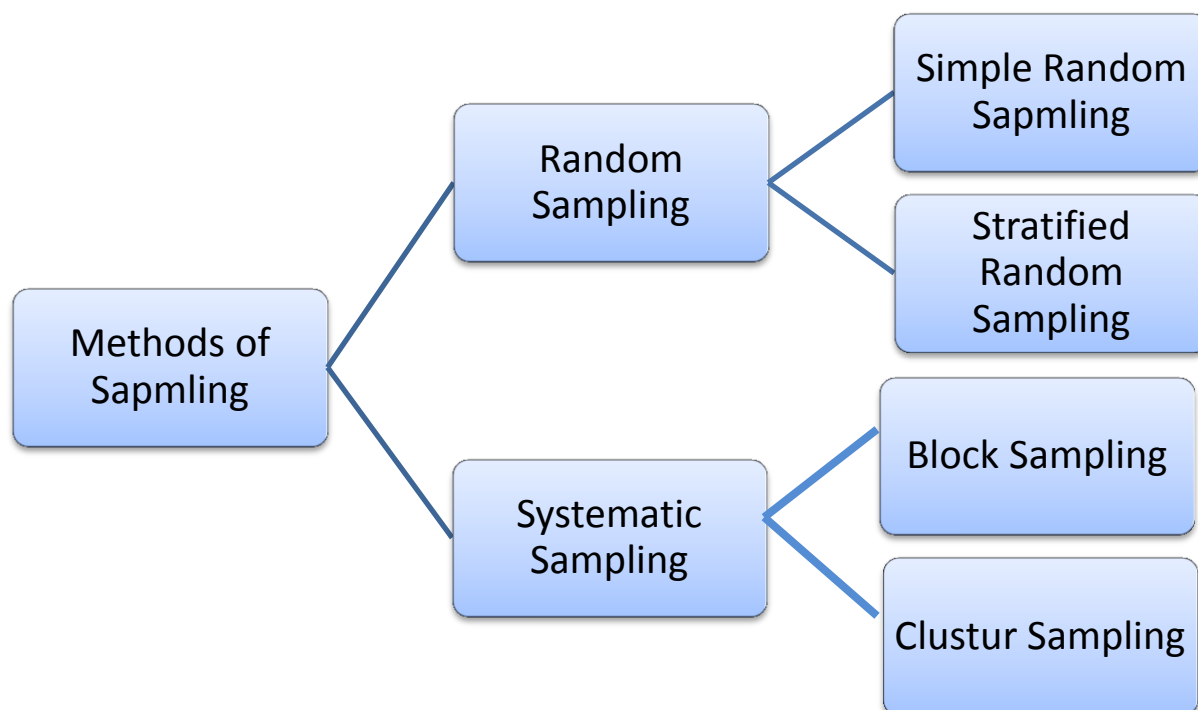 Methods of
Sapmling
Random
Sampling
Simple Random
Sapmling
Stratified
Random
Sampling
Systematic
Sampling
Block Sampling
Clustur Sampling